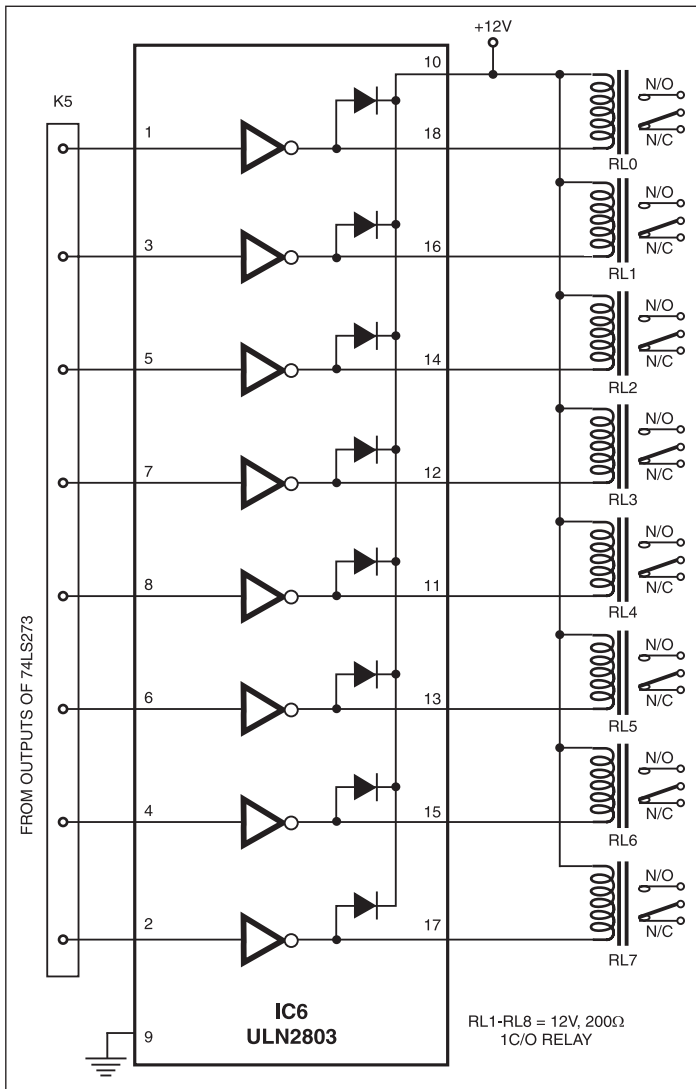 +12V
K5
10
N/O
1
18
N/C
RL0
N/O
3
16
N/C
RL1
N/O
5
14
N/C
RL2
N/O
7
12
N/C
RL3
N/O
8
11
N/C
RL4
N/O
6
13
N/C
RL5
N/O
4
15
N/C
RL6
N/O
2
17
N/C
RL7
FROM OUTPUTS OF 74LS273
9
IC6
ULN2803
RL1-RL8 = 12V, 200Ω
1C/O RELAY